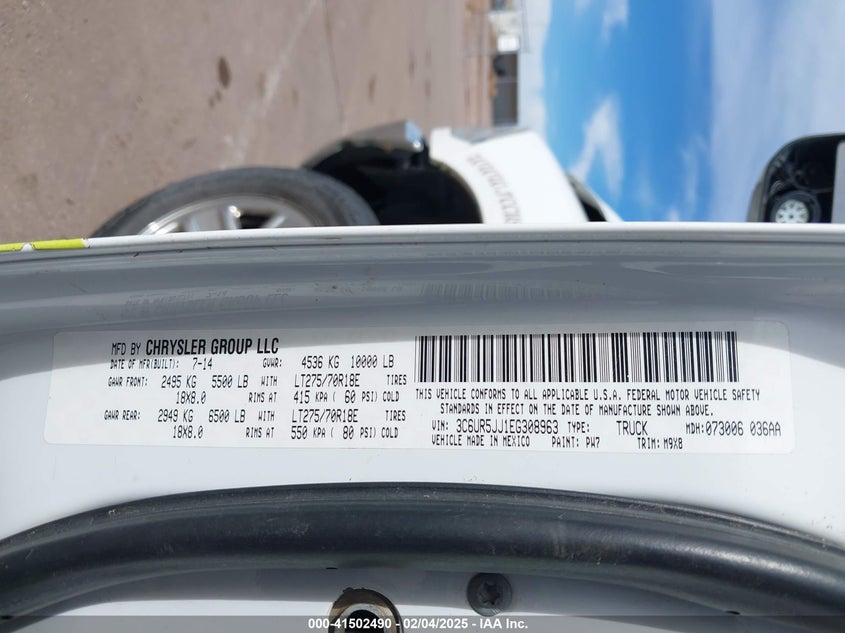 MFD BY CHRYSLER GROUP LLC
DATE OF MFR(BUILT): 7-14 GVWR: 4536 KG 10000 LB
GAWR FRONT: 2495 KG 5500 LB WITH LT275/70R18E TIRES
18X8.0 RIMS AT 415 KPA ( 60 PSI) COLD
GAWR REAR: 2949 KG 6500 LB WITH LT275/70R18E TIRES
18X8.0 RIMS AT 550 KPA ( 80 PSI) COLD
THIS VEHICLE CONFORMS TO ALL APPLICABLE U.S.A. FEDERAL MOTOR VEHICLE SAFETY
STANDARDS IN EFFECT ON THE DATE OF MANUFACTURE SHOWN ABOVE.
VIN: 3C6UR5JJ1EG308963 TYPE: TRUCK MDH: 073006 036AA
VEHICLE MADE IN MEXICO PAINT: PW7 TRIM: M9X8
000-41502490 - 02/04/2025 - IAA Inc.